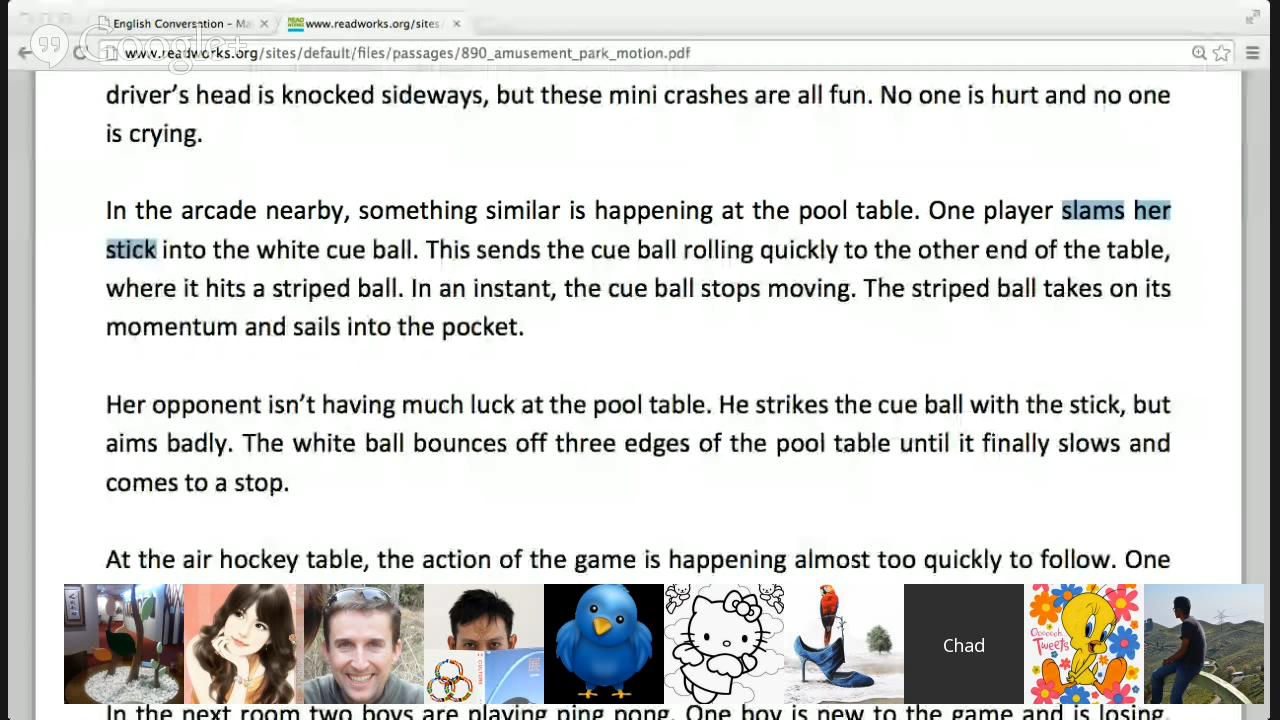 English Conversation – Ma
www.readworks.org/sites
Google+
www.readworks.org/sites/default/files/passages/890_amusement_park_motion.pdf
driver's head is knocked sideways, but these mini crashes are all fun. No one is hurt and no one
is crying.
In the arcade nearby, something similar is happening at the pool table. One player slams her
stick into the white cue ball. This sends the cue ball rolling quickly to the other end of the table,
where it hits a striped ball. In an instant, the cue ball stops moving. The striped ball takes on its
momentum and sails into the pocket.
Her opponent isn't having much luck at the pool table. He strikes the cue ball with the stick, but
aims badly. The white ball bounces off three edges of the pool table until it finally slows and
comes to a stop.
At the air hockey table, the action of the game is happening almost too quickly to follow. One
Chad
Ooooooh.
Tweets
In the next room two boys are playing ping pong. One boy is new to the game and is losing.